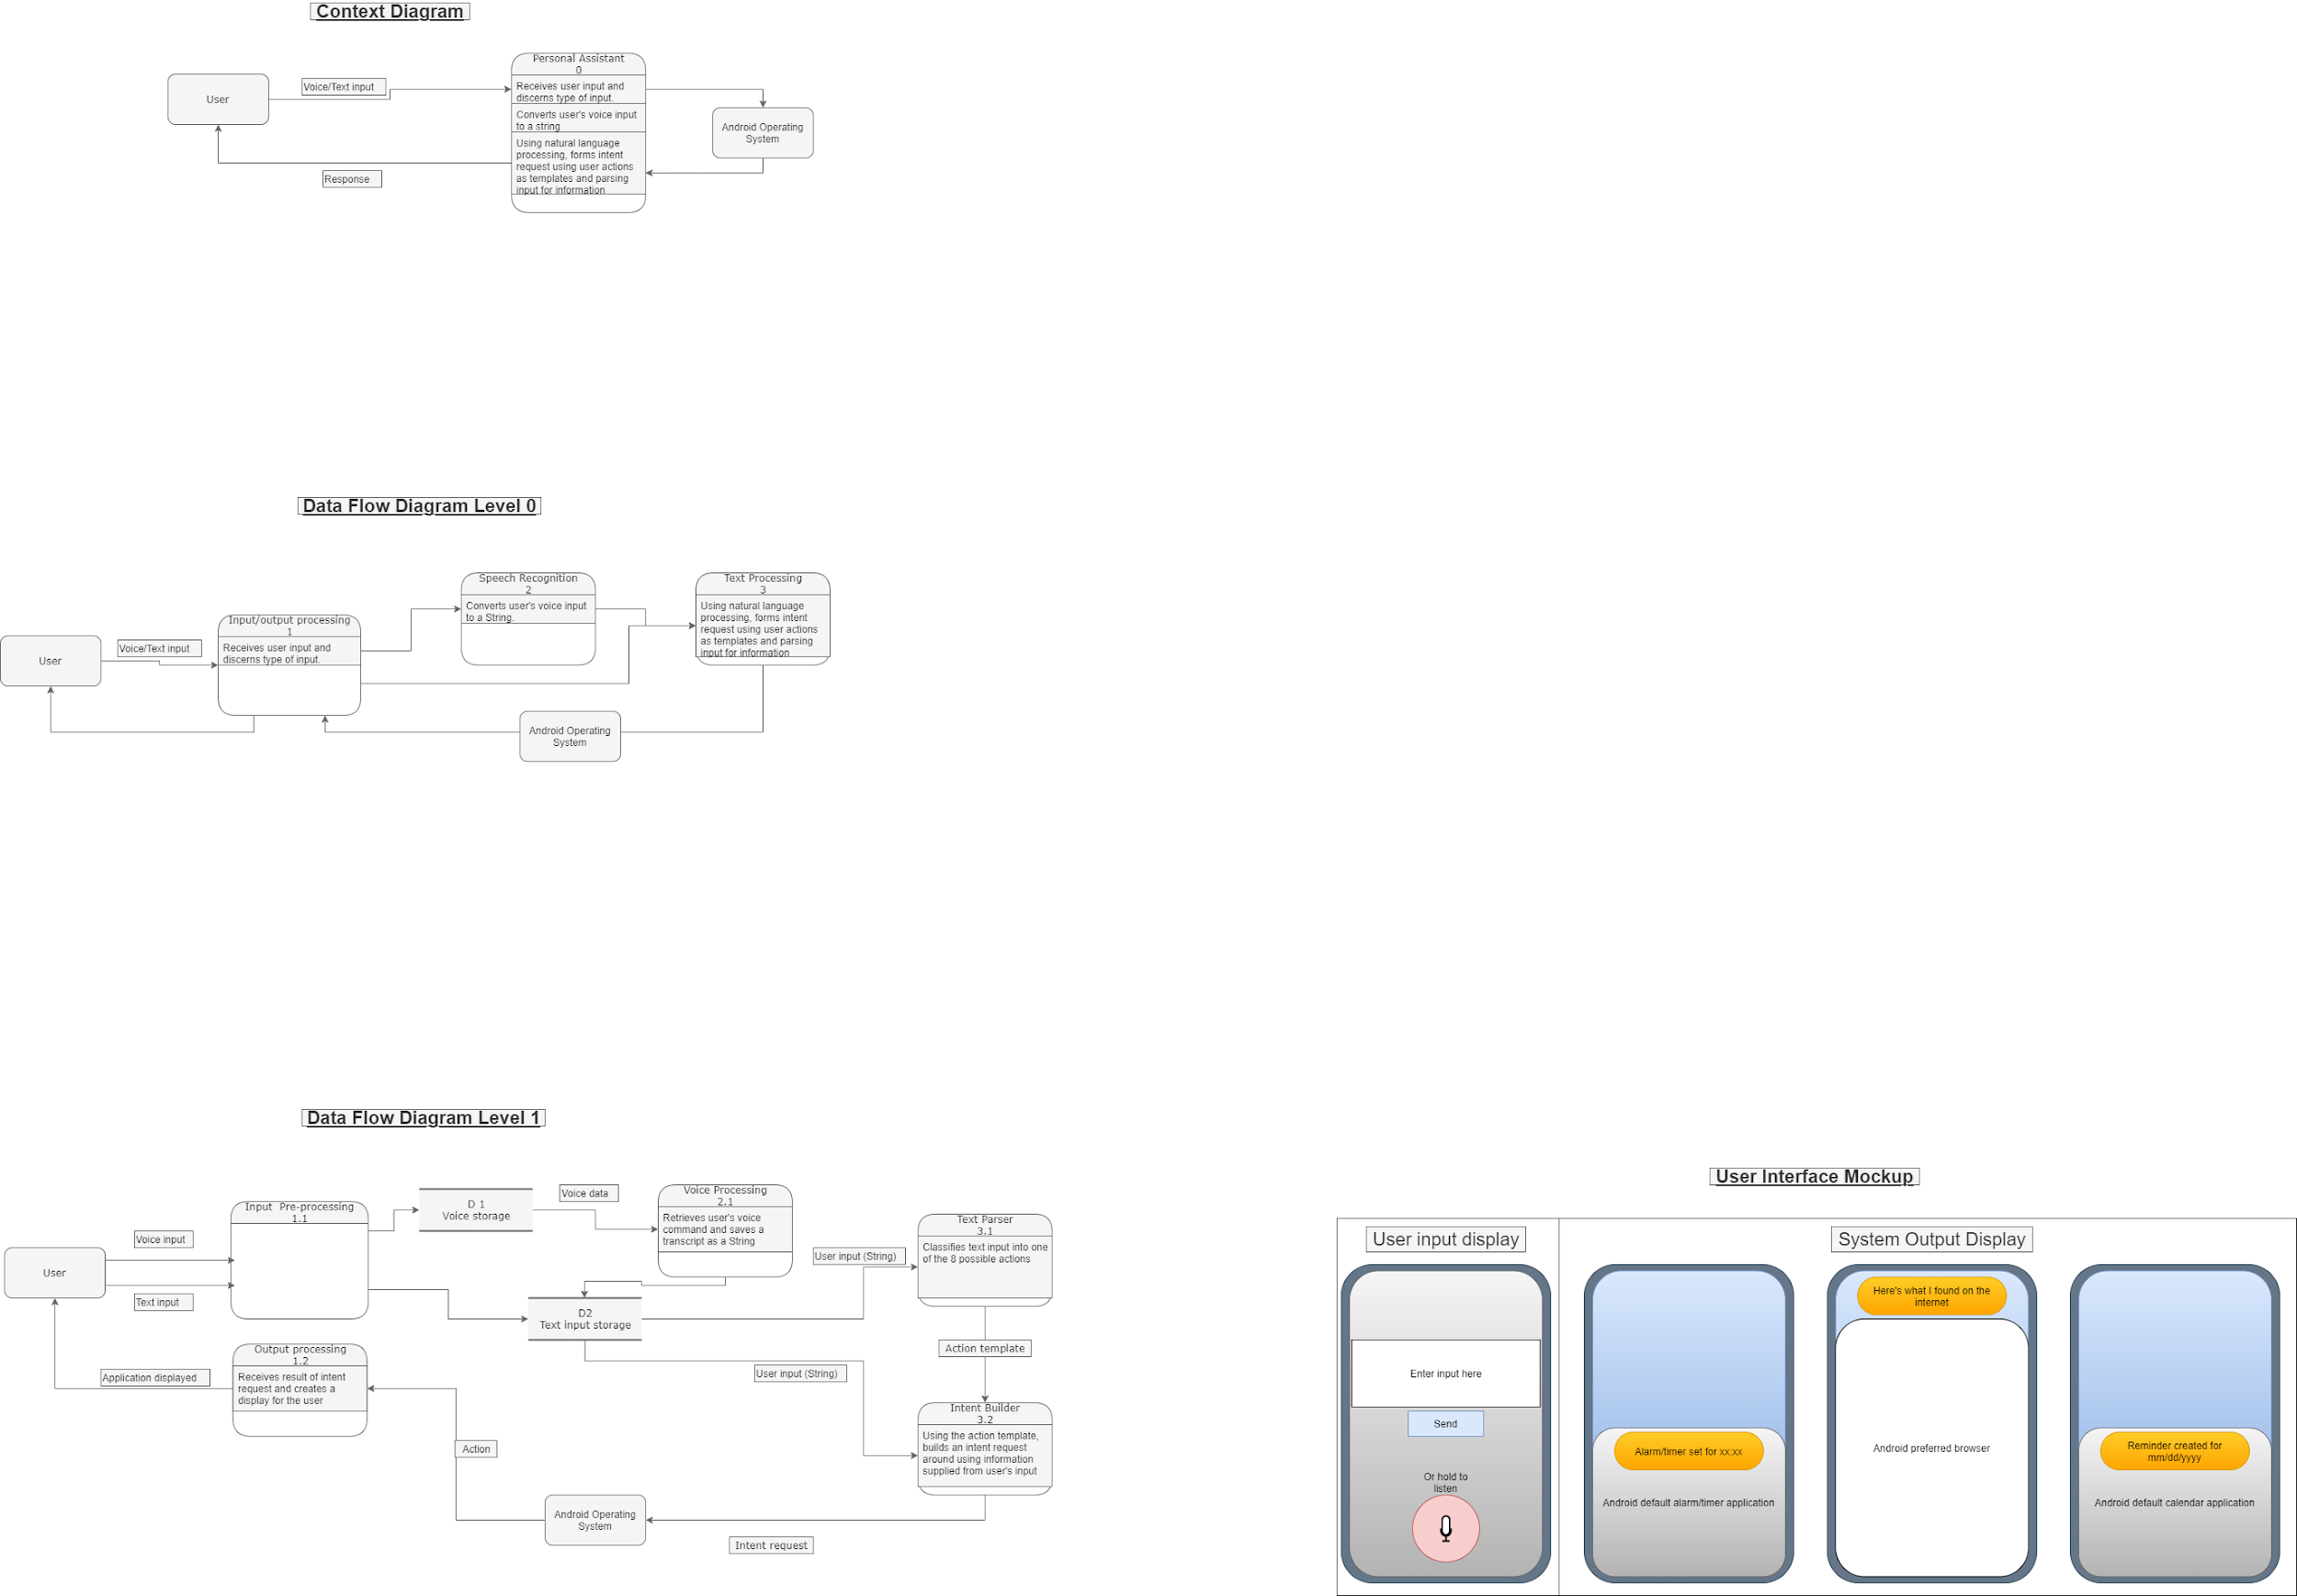 Context Diagram
User
Voice/Text input
Response
Personal Assistant
0
Receives user input and
discerns type of input.
Converts user's voice input
to a string
Using natural language
processing, forms intent
request using user actions
as templates and parsing
input for information
Android Operating
System
Data Flow Diagram Level 0
User
Voice/Text input
Input/output processing
1
Receives user input and
discerns type of input.
Speech Recognition
2
Converts user's voice input
to a String.
Text Processing
3
Using natural language
processing, forms intent
request using user actions
as templates and parsing
input for information
Android Operating
System
Data Flow Diagram Level 1
User
Voice input
Text input
Application displayed
Input Pre-processing
1.1
Output processing
1.2
Receives result of intent
request and creates a
display for the user
D 1
Voice storage
Voice data
Voice Processing
2.1
Retrieves user's voice
command and saves a
transcript as a String
D2
Text input storage
User input (String)
User input (String)
Text Parser
3.1
Classifies text input into one
of the 8 possible actions
Action template
Intent Builder
3.2
Using the action template,
builds an intent request
around using information
supplied from user's input
Action
Android Operating
System
Intent request
User Interface Mockup
User input display
Enter input here
Send
Or hold to
listen
System Output Display
Alarm/timer set for xx:xx
Android default alarm/timer application
Here's what I found on the
internet
Android preferred browser
Reminder created for
mm/dd/yyyy
Android default calendar application